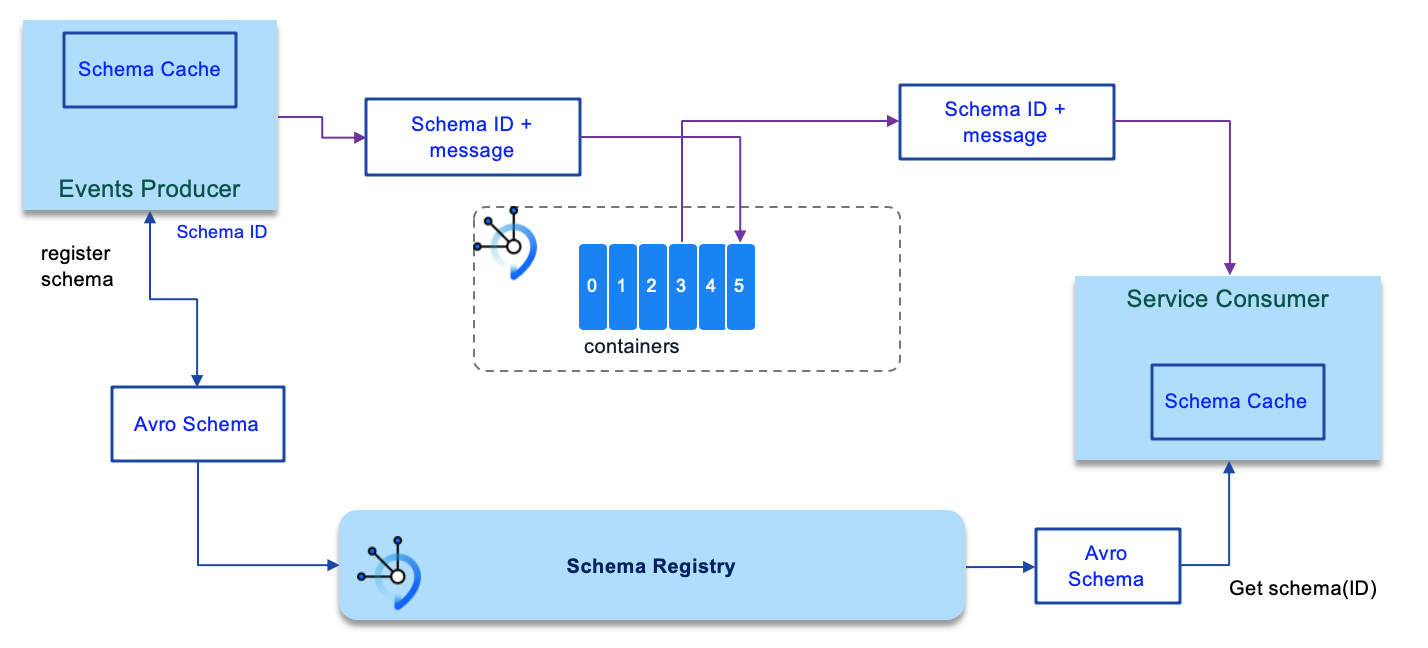 Schema Cache
Events Producer
Schema ID +
message
Schema ID +
message
Schema ID
register
schema
0 1 2 3 4 5
containers
Service Consumer
Schema Cache
Avro Schema
Schema Registry
Avro
Schema
Get schema(ID)